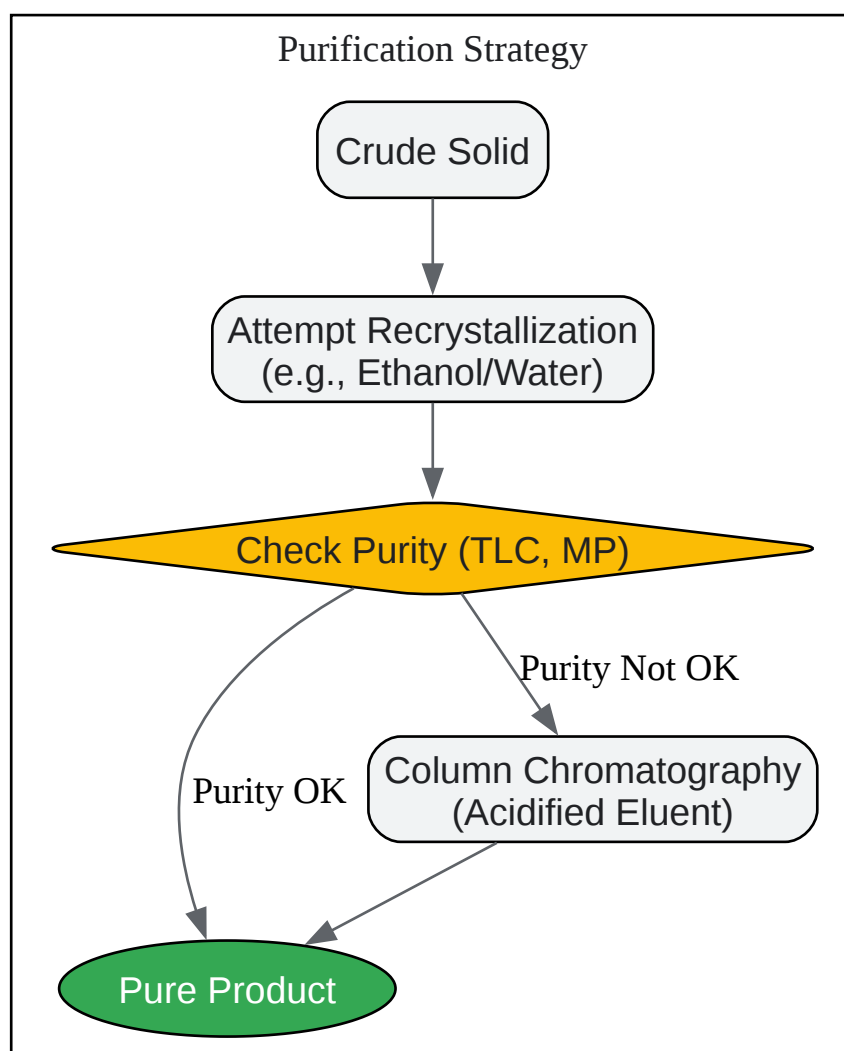 Purification Strategy
Crude Solid
Attempt Recrystallization
(e.g., Ethanol/Water)
Check Purity (TLC, MP)
Purity Not OK
Column Chromatography
(Acidified Eluent)
Purity OK
Pure Product